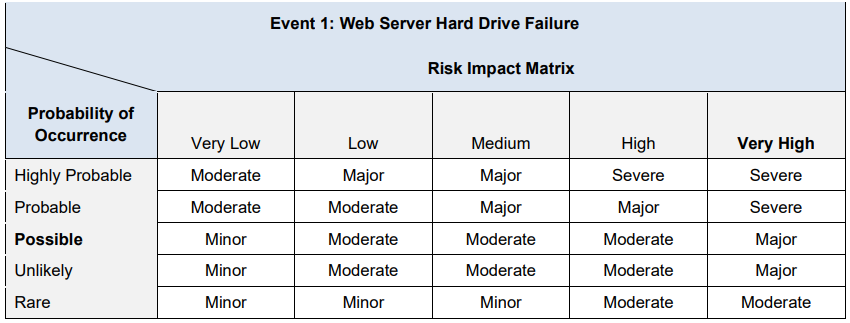 Event 1: Web Server Hard Drive Failure
Risk Impact Matrix
Probability of
Occurrence
Very Low Low Medium High Very High
Highly Probable Moderate Major Major Severe Severe
Probable Moderate Moderate Major Major Severe
Possible Minor Moderate Moderate Moderate Major
Unlikely Minor Moderate Moderate Moderate Major
Rare Minor Minor Minor Moderate Moderate